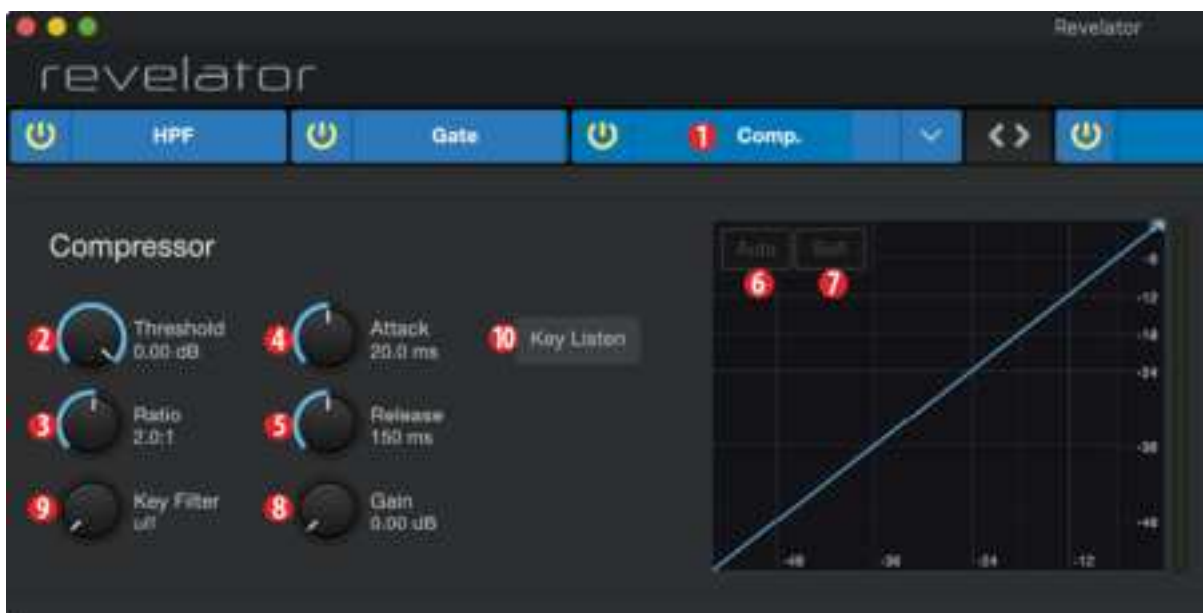 Revelator
revelator
HPF
Gate
1 Comp.
Compressor
Auto
Soft
6
7
2 Threshold
0.00 dB
4 Attack
20.0 ms
10 Key Listen
3 Ratio
2.0:1
5 Release
150 ms
9 Key Filter
off
8 Gain
0.00 dB
-6
-12
-18
-24
-36
-48
-48
-36
-24
-12